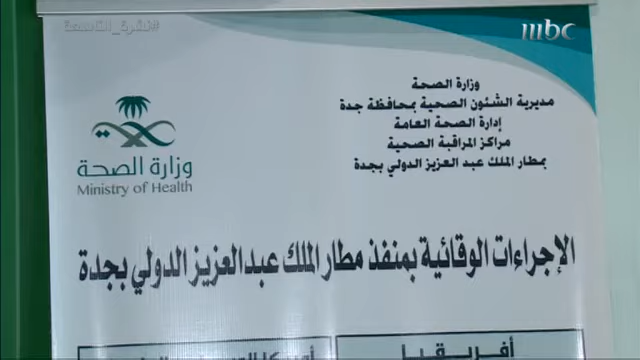 #نشرة_التاسعة
mbc
وزارة الصحة
مديرية الشئون الصحية بمحافظة جدة
إدارة الصحة العامة
مراكز المراقبة الصحية
بمطار الملك عبد العزيز الدولي بجدة
وزارة الصحة
Ministry of Health
الإجراءات الوقائية بمنفذ مطار الملك عبدالعزيز الدولي بجدة
أفريقيا